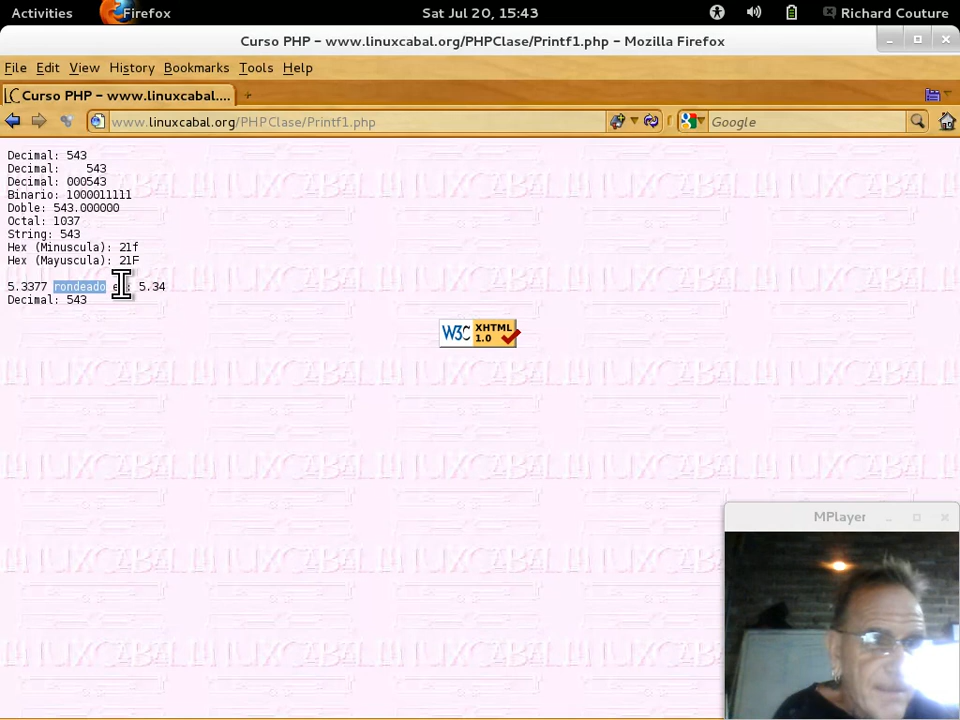 Activities Firefox Sat Jul 20, 15:43 Richard Couture
Curso PHP – www.linuxcabal.org/PHPClase/Printf1.php – Mozilla Firefox
File Edit View History Bookmarks Tools Help
Curso PHP – www.linuxcabal....
www.linuxcabal.org/PHPClase/Printf1.php Google
Decimal: 543
Decimal:    543
Decimal: 000543
Binario: 1000011111
Doble: 543.000000
Octal: 1037
String: 543
Hex (Minuscula): 21f
Hex (Mayuscula): 21F
5.3377 rondeado 5.34
Decimal: 543
W3C XHTML
1.0
MPlayer